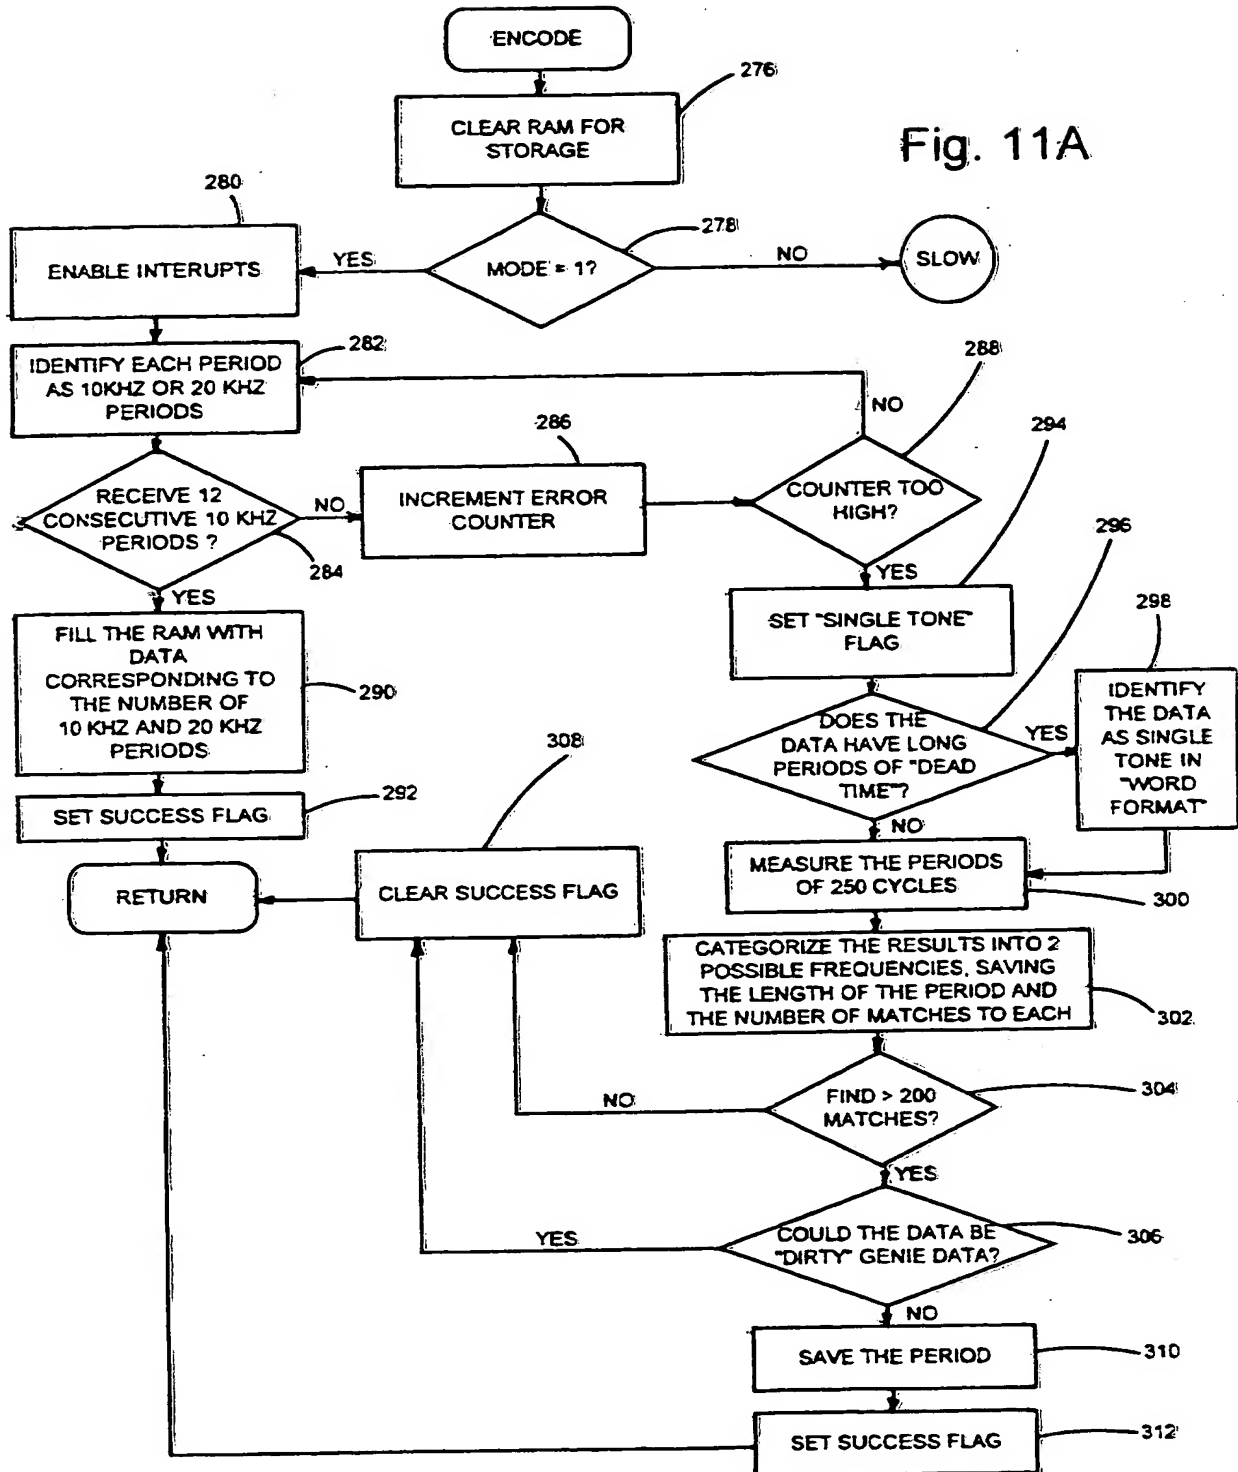 ENCODE
276
CLEAR RAM FOR
STORAGE
Fig. 11A
280
278
ENABLE INTERUPTS
YES
MODE = 1?
NO
SLOW
282
IDENTIFY EACH PERIOD
AS 10KHZ OR 20 KHZ
PERIODS
288
NO
286
294
RECEIVE 12
CONSECUTIVE 10 KHZ
PERIODS ?
NO
INCREMENT ERROR
COUNTER
COUNTER TOO
HIGH?
284
296
YES
YES
298
FILL THE RAM WITH
DATA
CORRESPONDING TO
THE NUMBER OF
10 KHZ AND 20 KHZ
PERIODS
290
SET "SINGLE TONE"
FLAG
IDENTIFY
THE DATA
AS SINGLE
TONE IN
"WORD
FORMAT"
DOES THE
DATA HAVE LONG
PERIODS OF "DEAD
TIME"?
YES
308
292
SET SUCCESS FLAG
NO
RETURN
CLEAR SUCCESS FLAG
MEASURE THE PERIODS
OF 250 CYCLES
300
CATEGORIZE THE RESULTS INTO 2
POSSIBLE FREQUENCIES, SAVING
THE LENGTH OF THE PERIOD AND
THE NUMBER OF MATCHES TO EACH
302
304
NO
FIND > 200
MATCHES?
YES
YES
COULD THE DATA BE
"DIRTY" GENIE DATA?
306
NO
SAVE THE PERIOD
310
SET SUCCESS FLAG
312